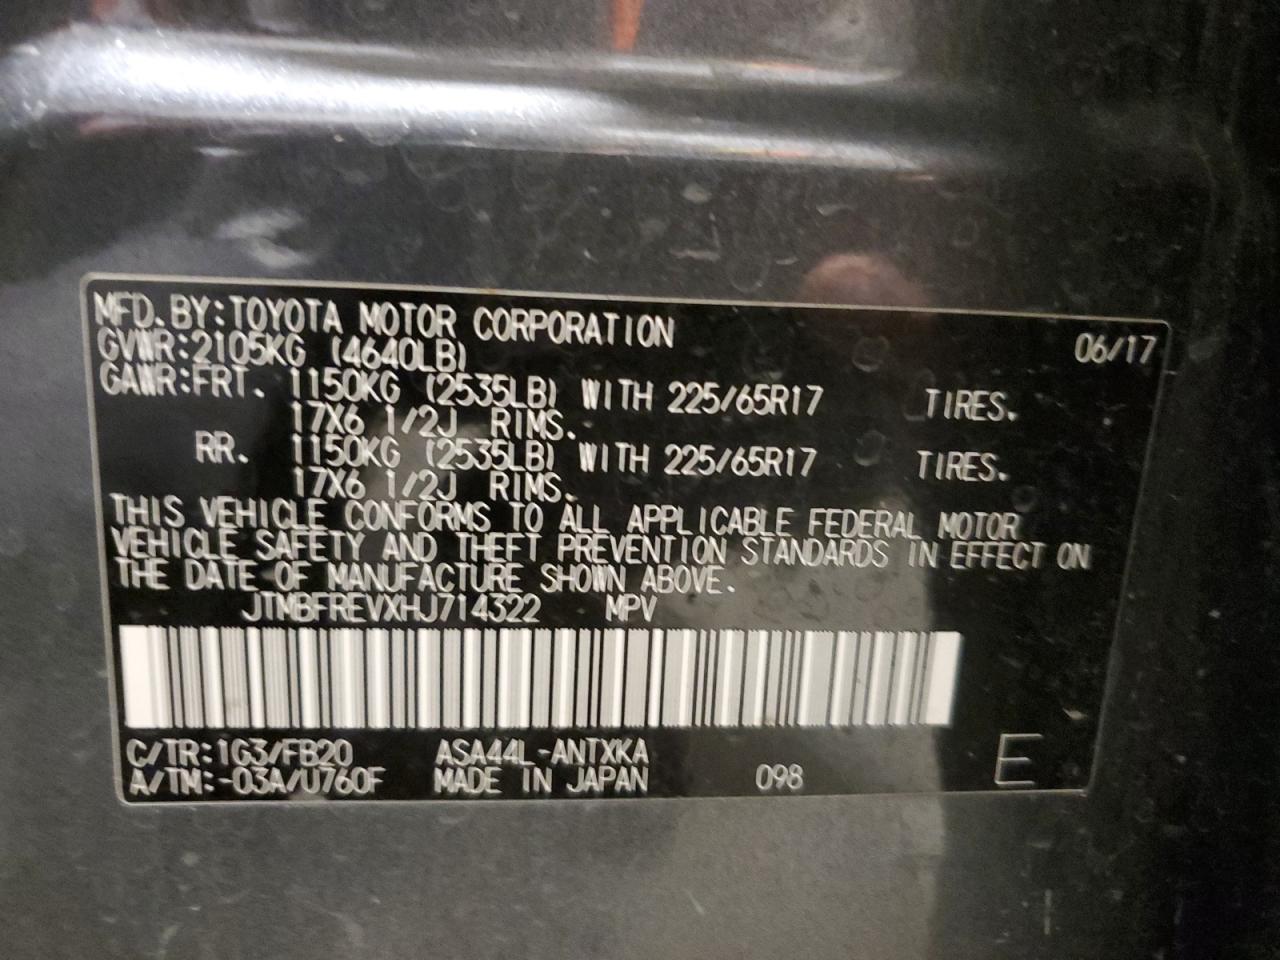 MFD. BY: TOYOTA MOTOR CORPORATION 06/17
GVWR: 2105KG (4640LB)
GAWR: FRT. 1150KG (2535LB) WITH 225/65R17 TIRES.
17X6 1/2J RIMS.
RR. 1150KG (2535LB) WITH 225/65R17 TIRES.
17X6 1/2J RIMS.
THIS VEHICLE CONFORMS TO ALL APPLICABLE FEDERAL MOTOR
VEHICLE SAFETY AND THEFT PREVENTION STANDARDS IN EFFECT ON
THE DATE OF MANUFACTURE SHOWN ABOVE.
JTMBFREVXHJ714322 MPV
C/TR: 1G3/FB20 ASA44L-ANTXKA
A/TM: -03A/U760F MADE IN JAPAN 098 E